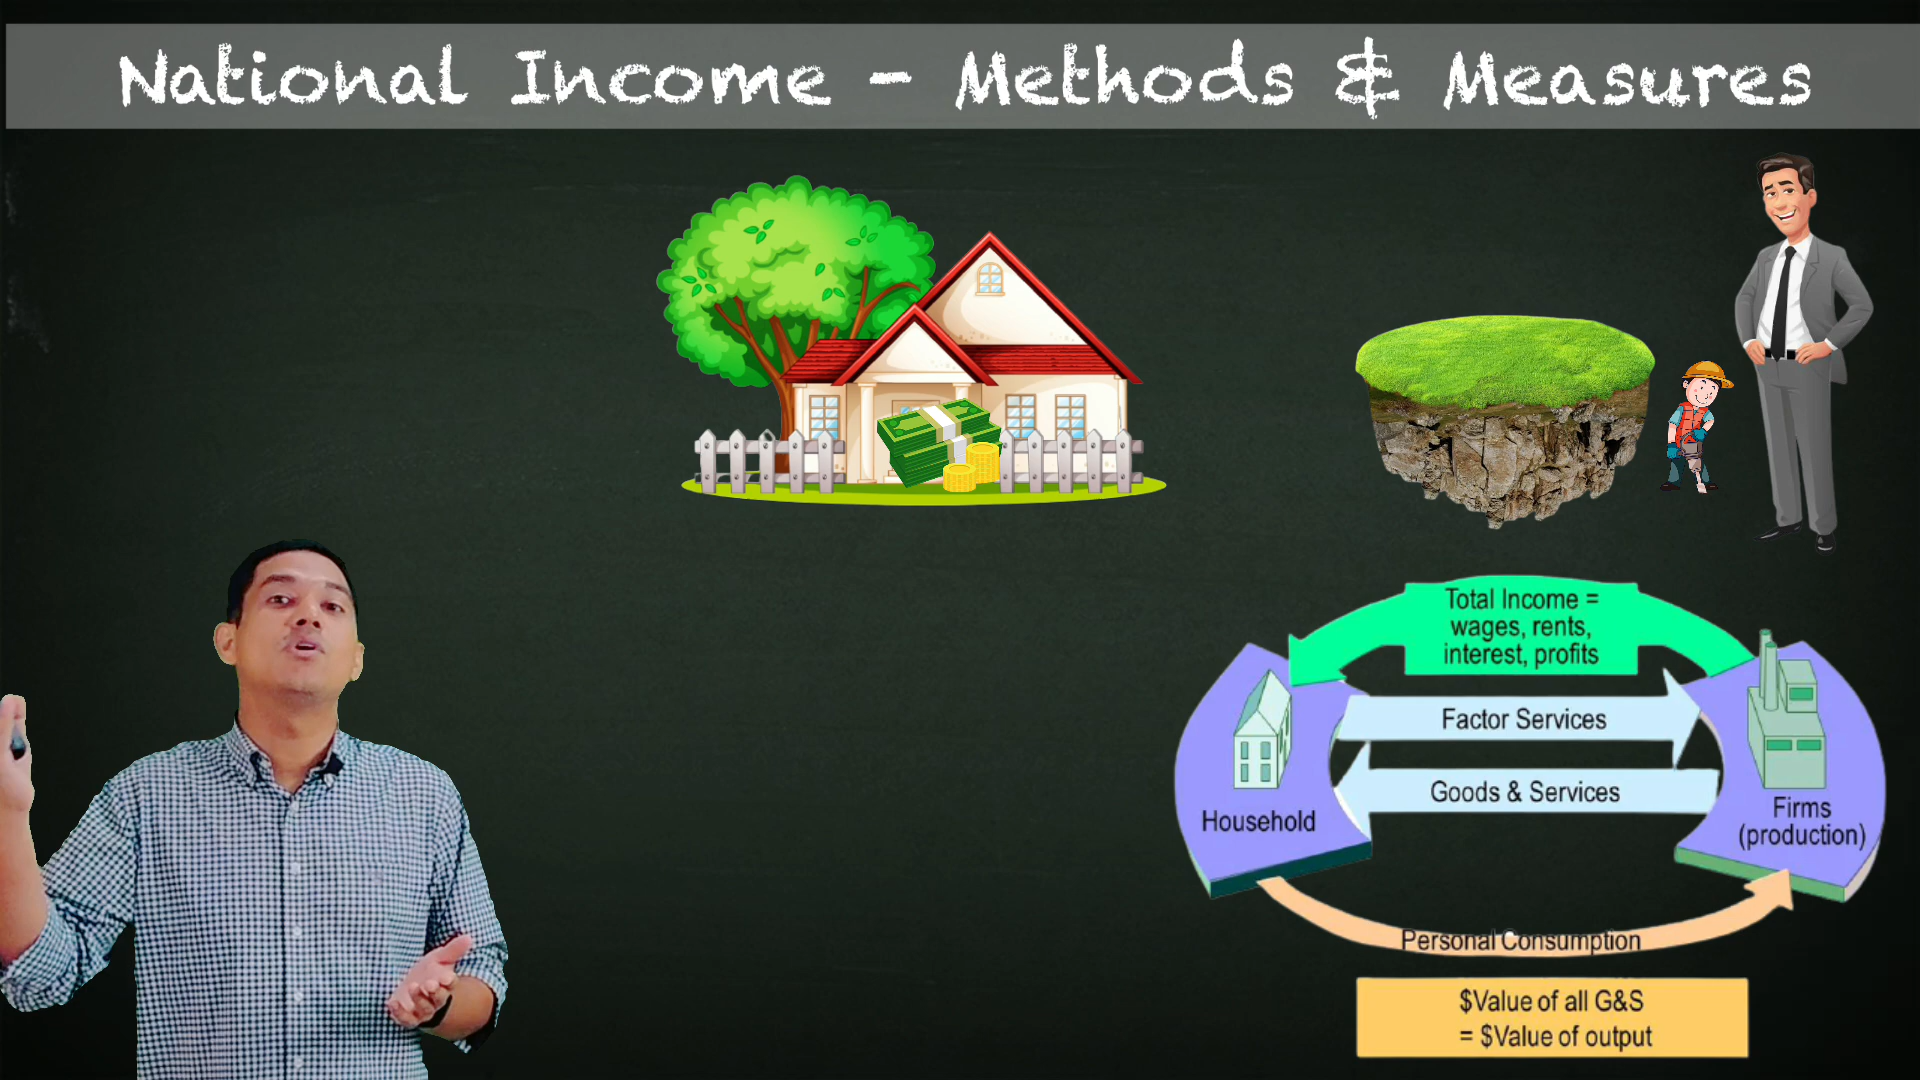 National Income - Methods & Measures
Total Income =
wages, rents,
interest, profits
Factor Services
Goods & Services
Household
Firms
(production)
Personal Consumption
$Value of all G&S
= $Value of output